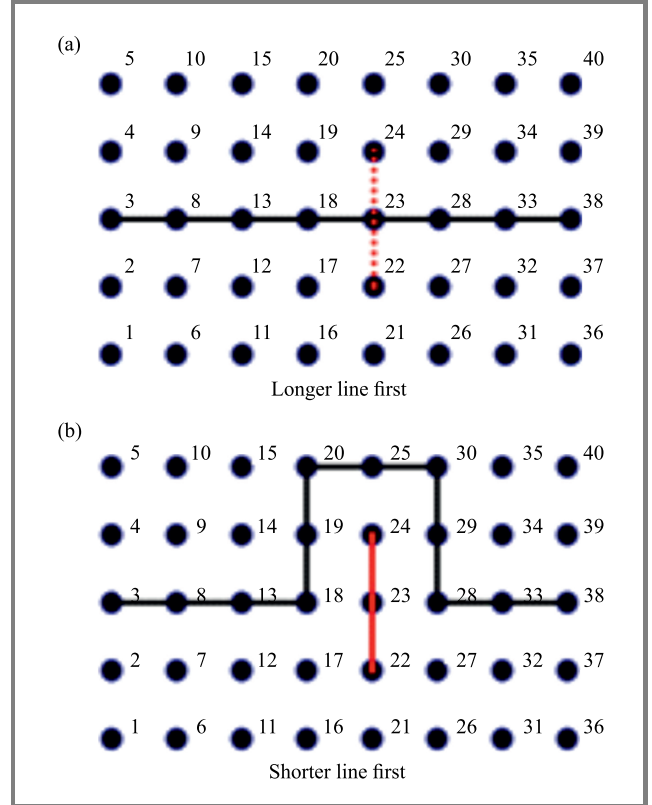 (a)
5 10 15 20 25 30 35 40
4 9 14 19 24 29 34 39
3 8 13 18 23 28 33 38
2 7 12 17 22 27 32 37
1 6 11 16 21 26 31 36
Longer line first
(b)
5 10 15 20 25 30 35 40
4 9 14 19 24 29 34 39
3 8 13 18 23 28 33 38
2 7 12 17 22 27 32 37
1 6 11 16 21 26 31 36
Shorter line first